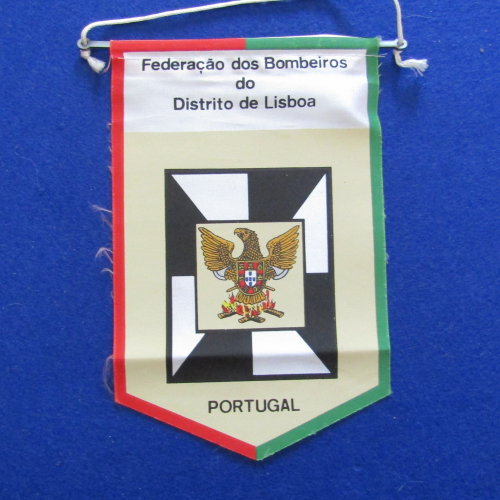 Federação dos Bombeiros
do
Distrito de Lisboa
PORTUGAL